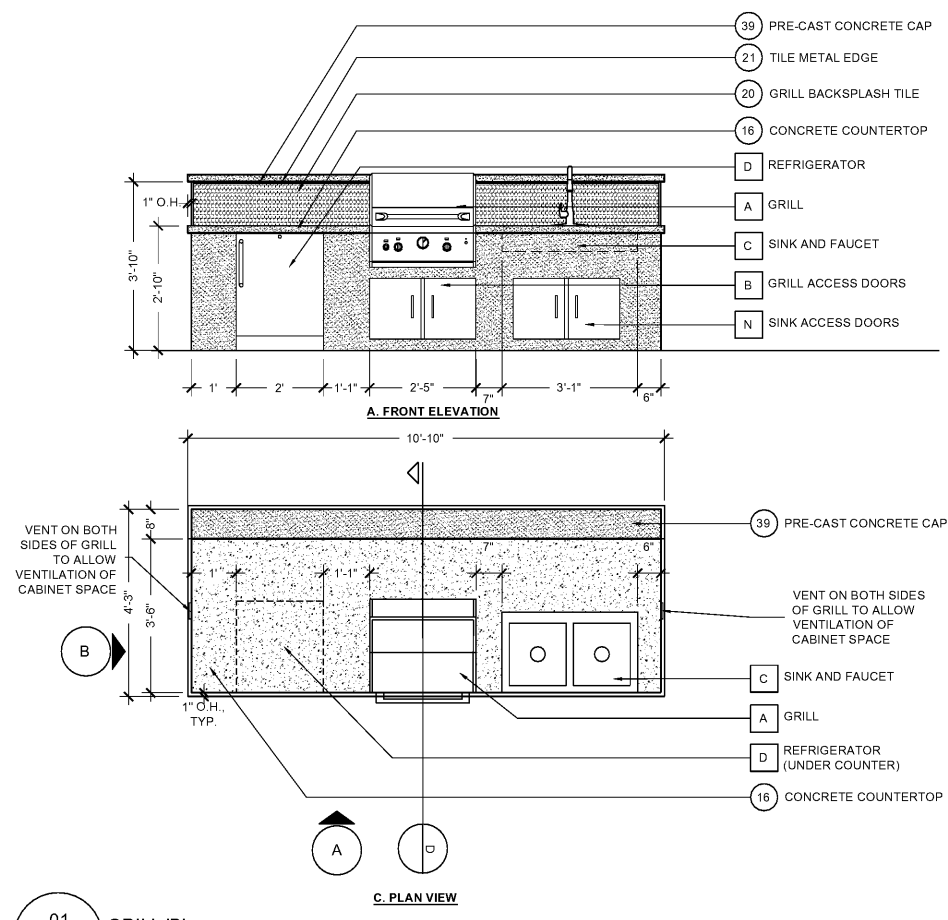 39 PRE-CAST CONCRETE CAP
21 TILE METAL EDGE
20 GRILL BACKSPLASH TILE
16 CONCRETE COUNTERTOP
D REFRIGERATOR
A GRILL
C SINK AND FAUCET
B GRILL ACCESS DOORS
N SINK ACCESS DOORS
1" O.H.
3'-10"
2'-10"
1' 2' 1'-1" 2'-5" 7" 3'-1" 6"
A. FRONT ELEVATION
10'-10"
VENT ON BOTH
SIDES OF GRILL
TO ALLOW
VENTILATION OF
CABINET SPACE
8"
4'-3"
3'-6"
1' 1'-1" 7" 6"
39 PRE-CAST CONCRETE CAP
VENT ON BOTH SIDES
OF GRILL TO ALLOW
VENTILATION OF
CABINET SPACE
B
C SINK AND FAUCET
1" O.H.,
TYP.
A GRILL
D REFRIGERATOR
(UNDER COUNTER)
16 CONCRETE COUNTERTOP
A
D
C. PLAN VIEW
01